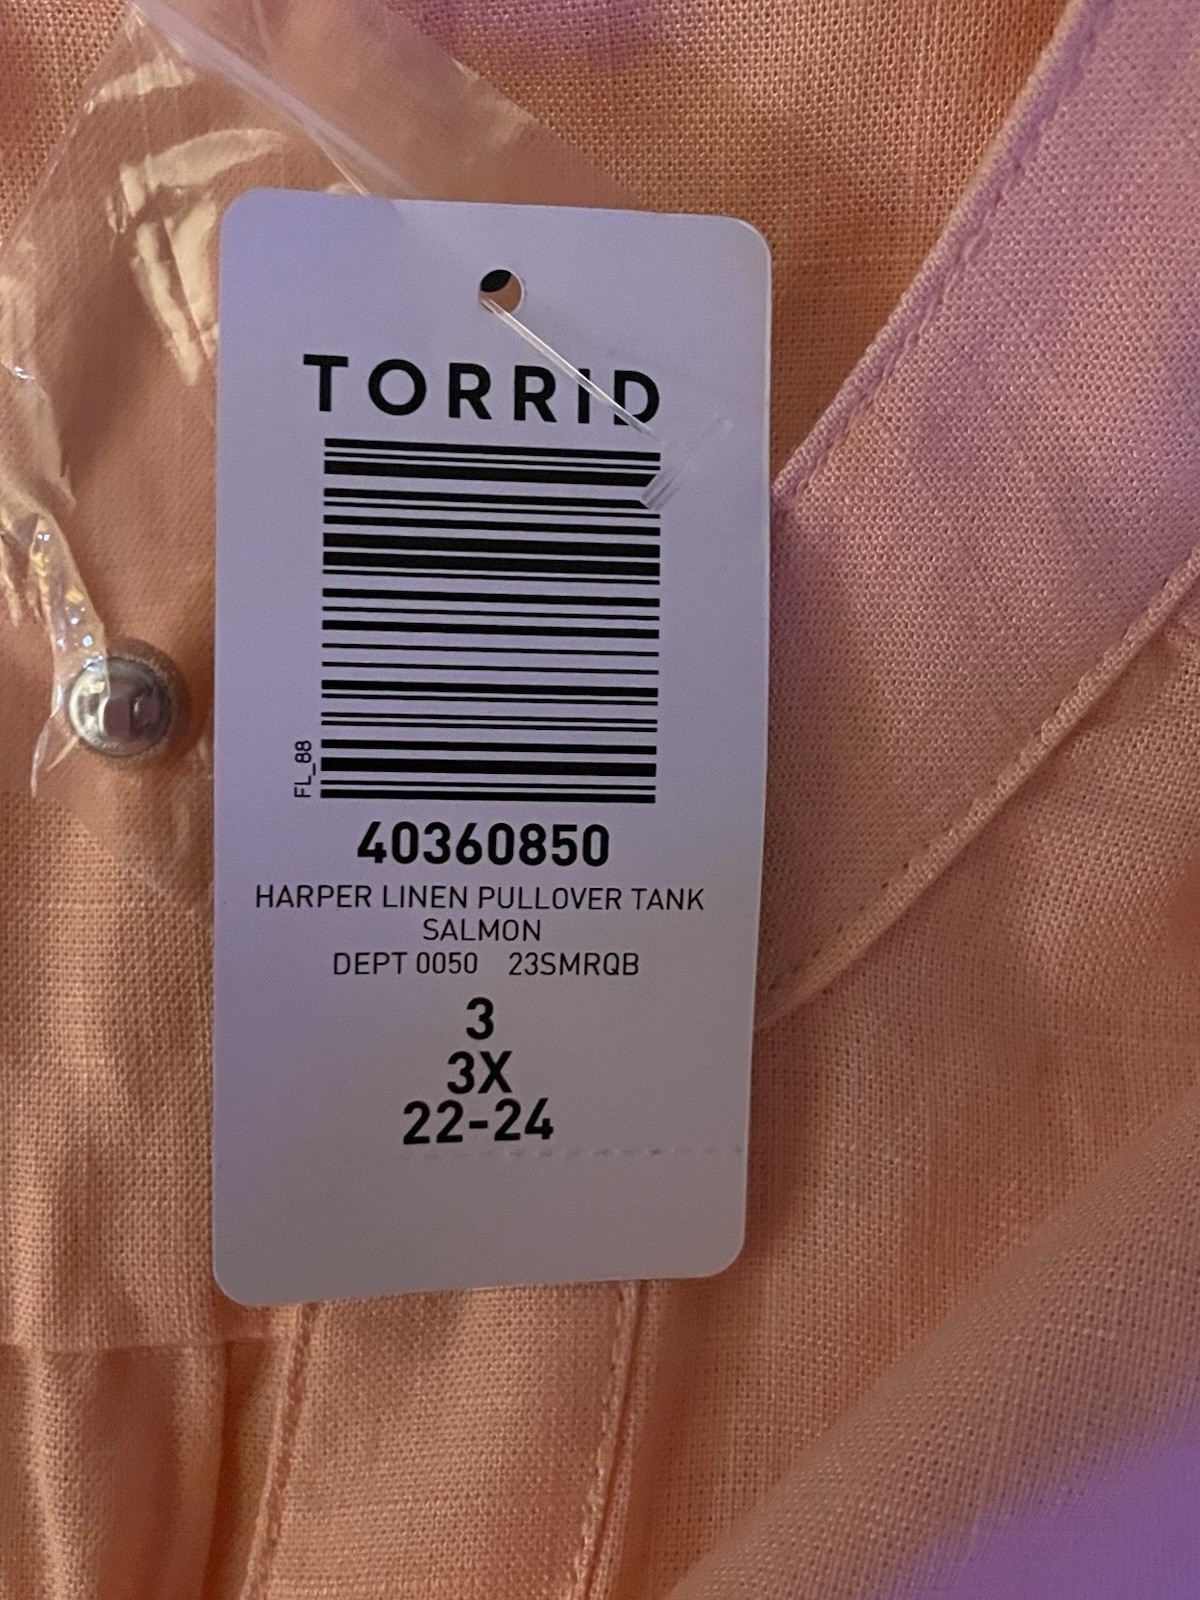 TORRID
FL_88
40360850
HARPER LINEN PULLOVER TANK
SALMON
DEPT 0050 23SMRQB
3
3X
22-24